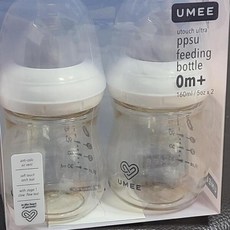 UMEE
utouch ultra
ppsu
feeding
bottle
0m+
160ml / 5oz x 2
UMEE